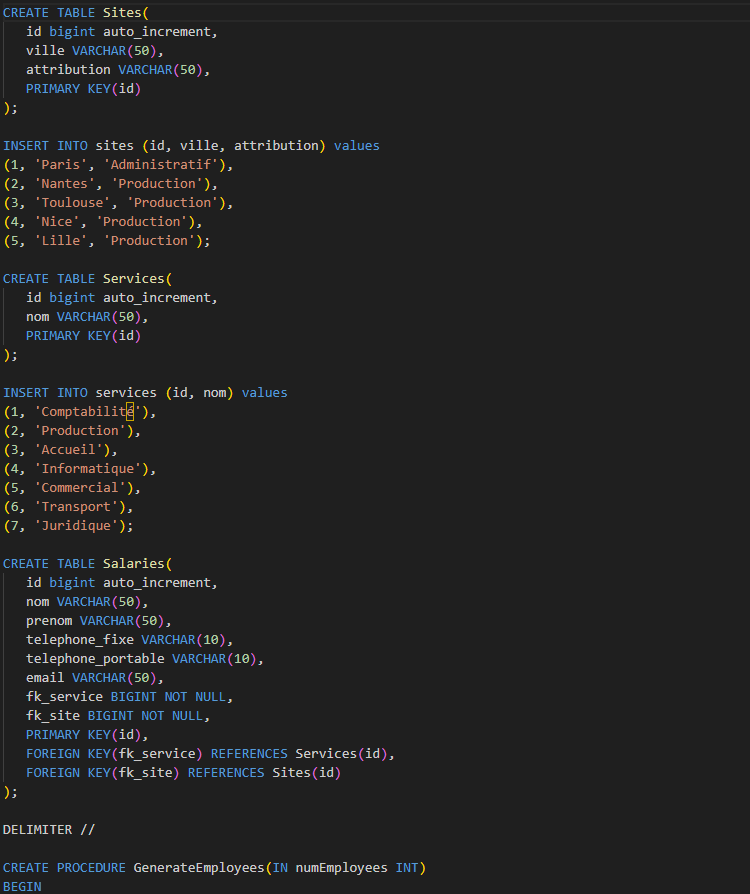 CREATE TABLE Sites(
id bigint auto_increment,
ville VARCHAR(50),
attribution VARCHAR(50),
PRIMARY KEY(id)
);
INSERT INTO sites (id, ville, attribution) values
(1, 'Paris', 'Administratif'),
(2, 'Nantes', 'Production'),
(3, 'Toulouse', 'Production'),
(4, 'Nice', 'Production'),
(5, 'Lille', 'Production');
CREATE TABLE Services(
id bigint auto_increment,
nom VARCHAR(50),
PRIMARY KEY(id)
);
INSERT INTO services (id, nom) values
(1, 'Comptabilité'),
(2, 'Production'),
(3, 'Accueil'),
(4, 'Informatique'),
(5, 'Commercial'),
(6, 'Transport'),
(7, 'Juridique');
CREATE TABLE Salaries(
id bigint auto_increment,
nom VARCHAR(50),
prenom VARCHAR(50),
telephone_fixe VARCHAR(10),
telephone_portable VARCHAR(10),
email VARCHAR(50),
fk_service BIGINT NOT NULL,
fk_site BIGINT NOT NULL,
PRIMARY KEY(id),
FOREIGN KEY(fk_service) REFERENCES Services(id),
FOREIGN KEY(fk_site) REFERENCES Sites(id)
);
DELIMITER //
CREATE PROCEDURE GenerateEmployees(IN numEmployees INT)
BEGIN